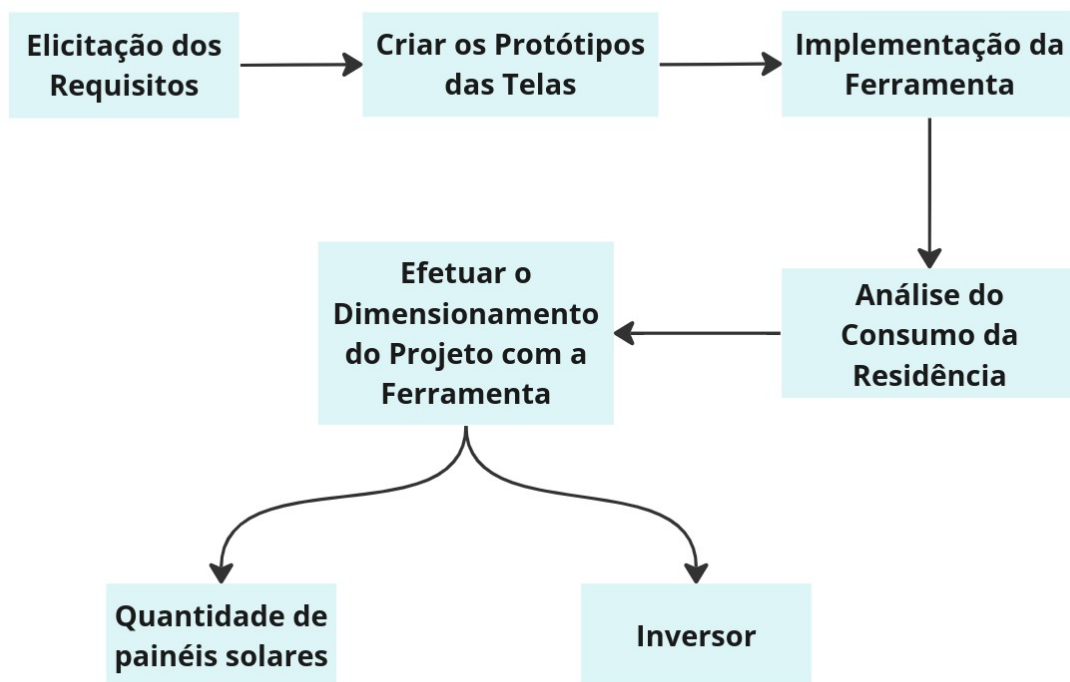 Elicitação dos
Requisitos
Criar os Protótipos
das Telas
Implementação da
Ferramenta
Análise do
Consumo da
Residência
Efetuar o
Dimensionamento
do Projeto com a
Ferramenta
Quantidade de
painéis solares
Inversor